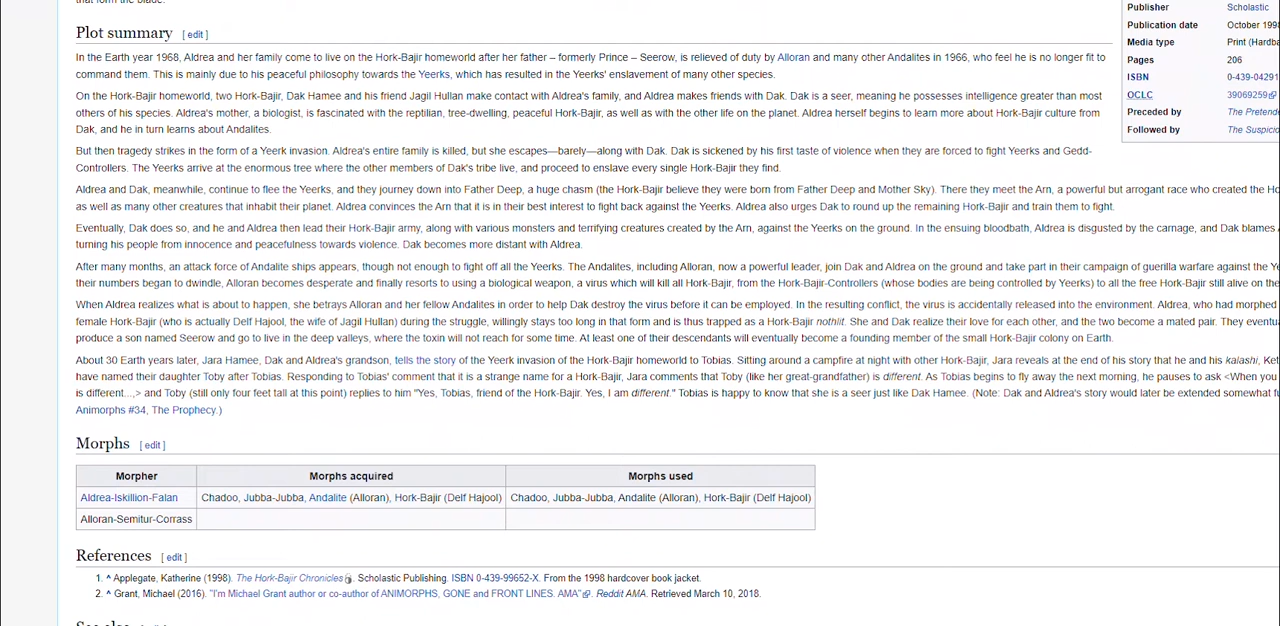 that form the blade.
Publisher Scholastic
Plot summary [ edit ]
Publication date October 199
Media type Print (Hardba
In the Earth year 1968, Aldrea and her family come to live on the Hork-Bajir homeworld after her father – formerly Prince – Seerow, is relieved of duty by Alloran and many other Andalites in 1966, who feel he is no longer fit to
Pages 206
command them. This is mainly due to his peaceful philosophy towards the Yeerks, which has resulted in the Yeerks' enslavement of many other species.
ISBN 0-439-04291
On the Hork-Bajir homeworld, two Hork-Bajir, Dak Hamee and his friend Jagil Hullan make contact with Aldrea's family, and Aldrea makes friends with Dak. Dak is a seer, meaning he possesses intelligence greater than most
OCLC 39069259
others of his species. Aldrea's mother, a biologist, is fascinated with the reptilian, tree-dwelling, peaceful Hork-Bajir, as well as with the other life on the planet. Aldrea herself begins to learn more about Hork-Bajir culture from
Preceded by The Pretende
Dak, and he in turn learns about Andalites.
Followed by The Suspicio
But then tragedy strikes in the form of a Yeerk invasion. Aldrea's entire family is killed, but she escapes—barely—along with Dak. Dak is sickened by his first taste of violence when they are forced to fight Yeerks and Gedd-
Controllers. The Yeerks arrive at the enormous tree where the other members of Dak's tribe live, and proceed to enslave every single Hork-Bajir they find.
Aldrea and Dak, meanwhile, continue to flee the Yeerks, and they journey down into Father Deep, a huge chasm (the Hork-Bajir believe they were born from Father Deep and Mother Sky). There they meet the Arn, a powerful but arrogant race who created the Ho
as well as many other creatures that inhabit their planet. Aldrea convinces the Arn that it is in their best interest to fight back against the Yeerks. Aldrea also urges Dak to round up the remaining Hork-Bajir and train them to fight.
Eventually, Dak does so, and he and Aldrea then lead their Hork-Bajir army, along with various monsters and terrifying creatures created by the Arn, against the Yeerks on the ground. In the ensuing bloodbath, Aldrea is disgusted by the carnage, and Dak blames A
turning his people from innocence and peacefulness towards violence. Dak becomes more distant with Aldrea.
After many months, an attack force of Andalite ships appears, though not enough to fight off all the Yeerks. The Andalites, including Alloran, now a powerful leader, join Dak and Aldrea on the ground and take part in their campaign of guerilla warfare against the Ye
their numbers began to dwindle, Alloran becomes desperate and finally resorts to using a biological weapon, a virus which will kill all Hork-Bajir, from the Hork-Bajir-Controllers (whose bodies are being controlled by Yeerks) to all the free Hork-Bajir still alive on the
When Aldrea realizes what is about to happen, she betrays Alloran and her fellow Andalites in order to help Dak destroy the virus before it can be employed. In the resulting conflict, the virus is accidentally released into the environment. Aldrea, who had morphed
female Hork-Bajir (who is actually Delf Hajool, the wife of Jagil Hullan) during the struggle, willingly stays too long in that form and is thus trapped as a Hork-Bajir nothlit. She and Dak realize their love for each other, and the two become a mated pair. They eventu
produce a son named Seerow and go to live in the deep valleys, where the toxin will not reach for some time. At least one of their descendants will eventually become a founding member of the small Hork-Bajir colony on Earth.
About 30 Earth years later, Jara Hamee, Dak and Aldrea's grandson, tells the story of the Yeerk invasion of the Hork-Bajir homeworld to Tobias. Sitting around a campfire at night with other Hork-Bajir, Jara reveals at the end of his story that he and his kalashi, Ket
have named their daughter Toby after Tobias. Responding to Tobias' comment that it is a strange name for a Hork-Bajir, Jara comments that Toby (like her great-grandfather) is different. As Tobias begins to fly away the next morning, he pauses to ask <When you
is different...,> and Toby (still only four feet tall at this point) replies to him "Yes, Tobias, friend of the Hork-Bajir. Yes, I am different." Tobias is happy to know that she is a seer just like Dak Hamee. (Note: Dak and Aldrea's story would later be extended somewhat fu
Animorphs #34, The Prophecy.)
Morphs [ edit ]
Morpher Morphs acquired Morphs used
Aldrea-Iskillion-Falan Chadoo, Jubba-Jubba, Andalite (Alloran), Hork-Bajir (Delf Hajool) Chadoo, Jubba-Jubba, Andalite (Alloran), Hork-Bajir (Delf Hajool)
Alloran-Semitur-Corrass
References [ edit ]
1. ^ Applegate, Katherine (1998). The Hork-Bajir Chronicles. Scholastic Publishing. ISBN 0-439-99652-X. From the 1998 hardcover book jacket.
2. ^ Grant, Michael (2016). "I'm Michael Grant author or co-author of ANIMORPHS, GONE and FRONT LINES. AMA". Reddit AMA. Retrieved March 10, 2018.